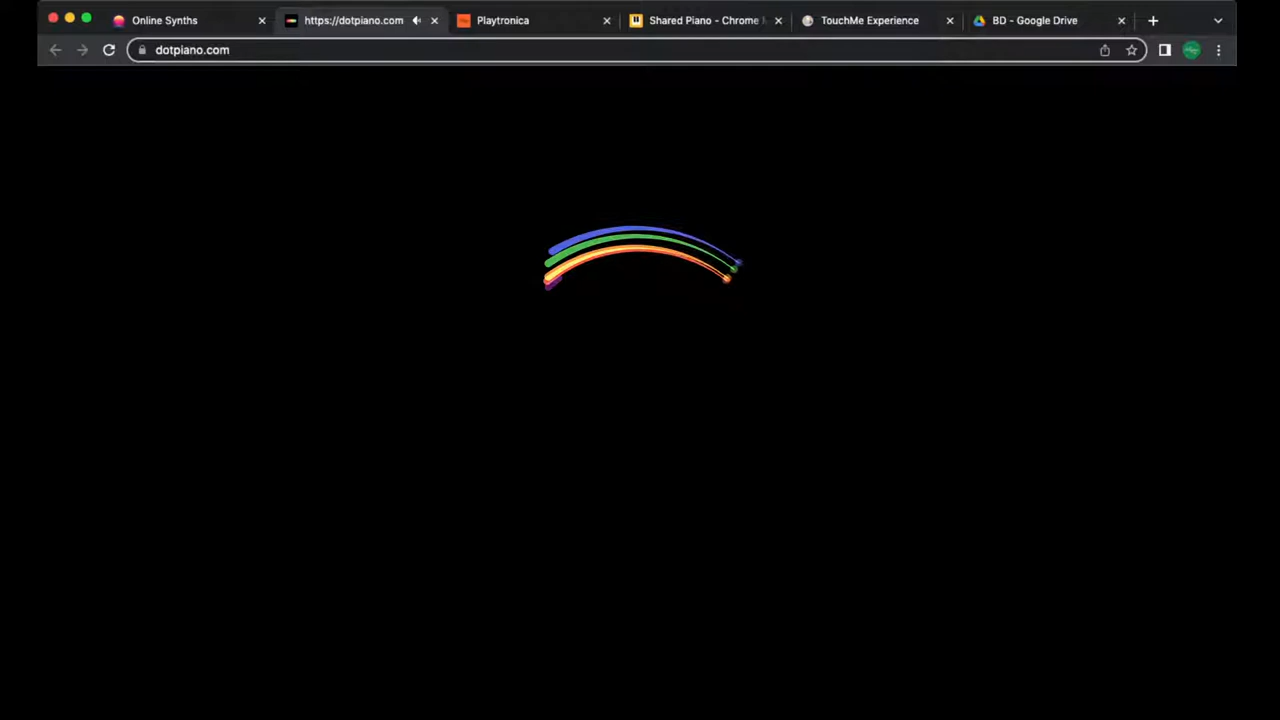 Online Synths
https://dotpiano.com
Playtronica
Shared Piano - Chrome
TouchMe Experience
BD - Google Drive
dotpiano.com